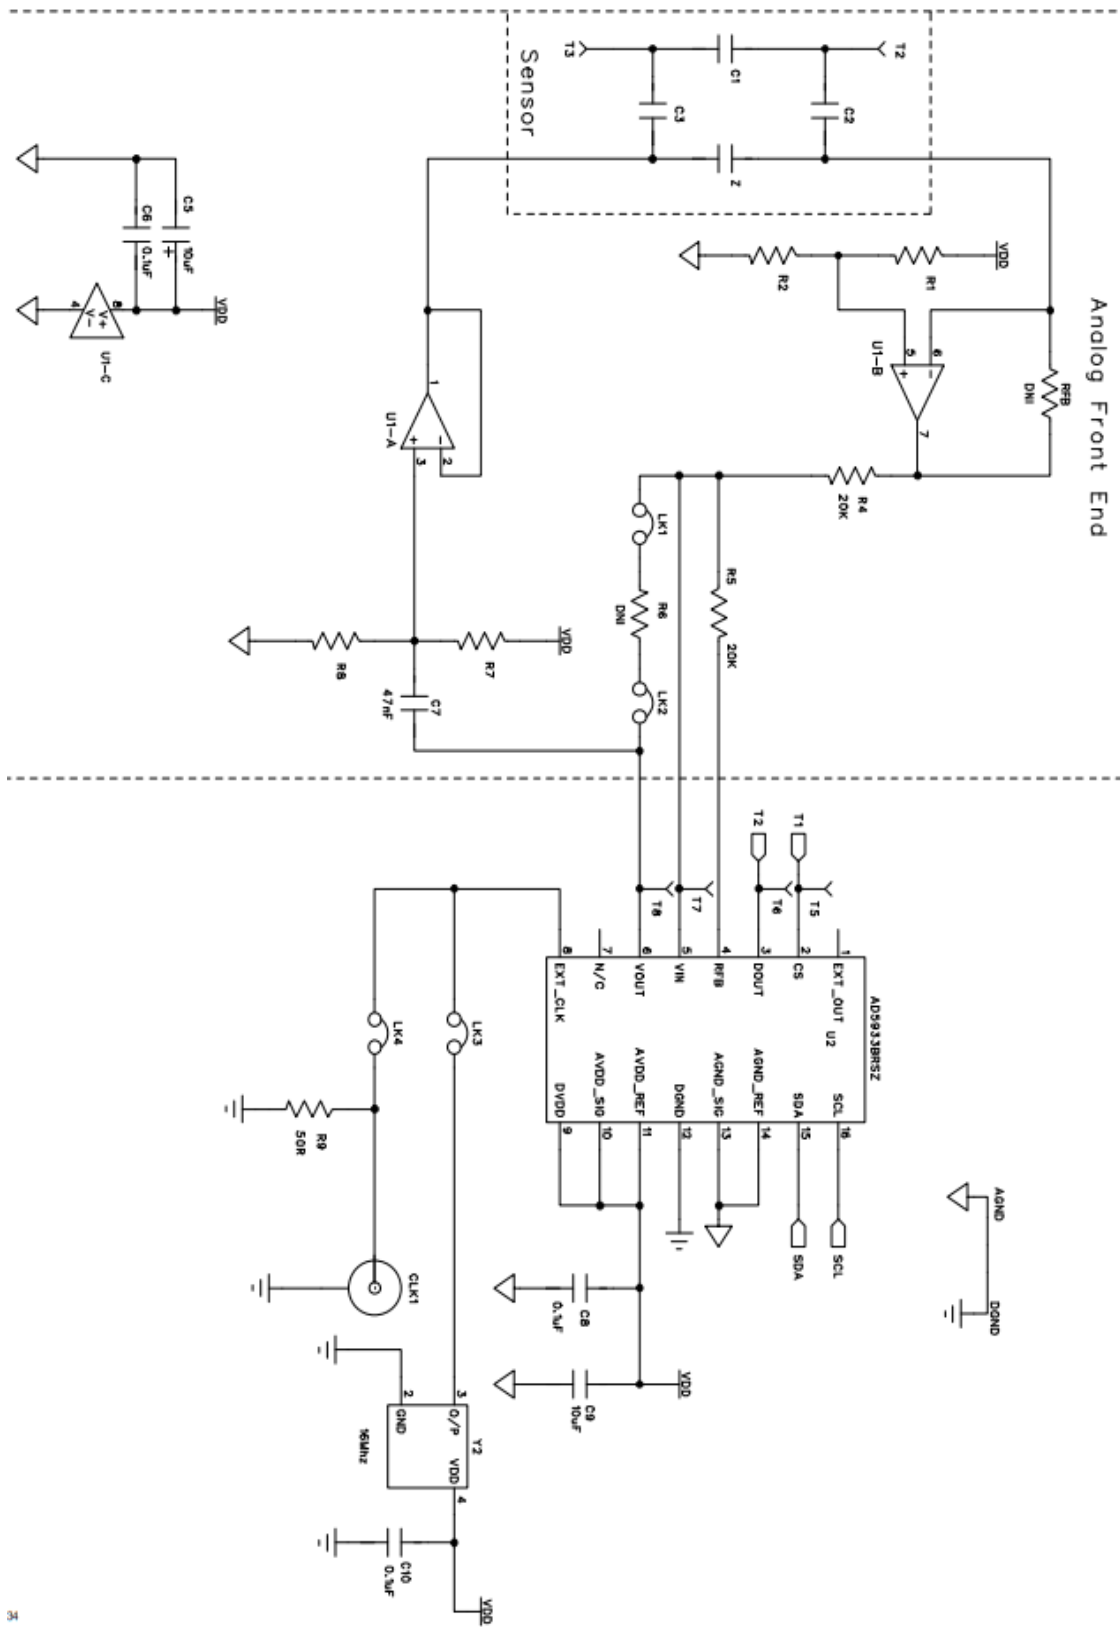 Analog Front End
Sensor
T3
T2
C1
C3
C2
Z
VDD
R2
R1
5
6
+
-
U1-B
7
RFB
DNI
C6
0.1uF
C5
10uF
+
4
8
V-
V+
VDD
U1-C
1
U1-A
+
-
3
2
R4
20K
LK1
R5
20K
R6
DNI
LK2
VDD
R8
R7
C7
47nF
T2
T1
T8
T7
T6
T5
8
7
6
5
4
3
2
1
EXT_CLK
N/C
VOUT
VIN
RFB
DOUT
CS
EXT_OUT
U2
AD5933BRSZ
DVDD
AVDD_SIG
AVDD_REF
DGND
AGND_SIG
AGND_REF
SDA
SCL
9
10
11
12
13
14
15
16
SDA
SCL
LK4
LK3
R9
50R
CLK1
C8
0.1uF
C9
10uF
VDD
AGND
DGND
2
3
GND
O/P
Y2
VDD
16Mhz
4
C10
0.1uF
VDD
34